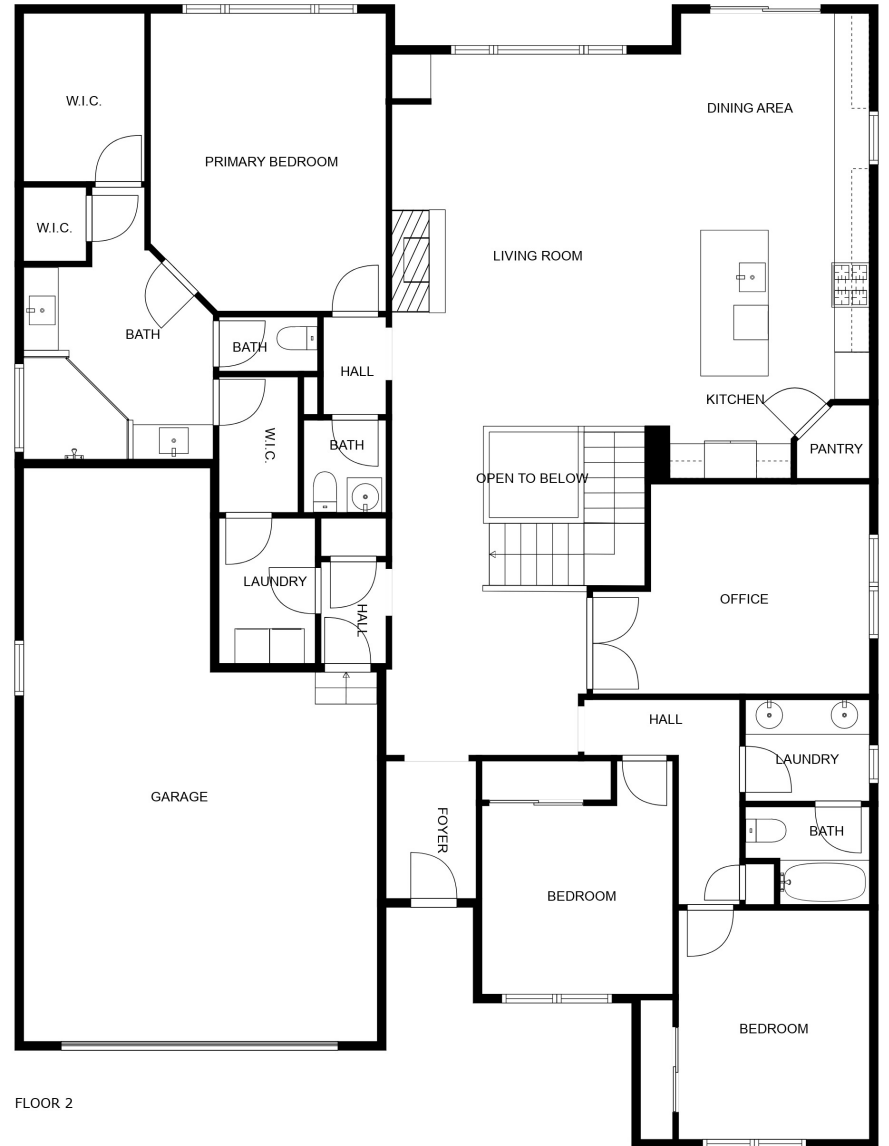 W.I.C.
DINING AREA
PRIMARY BEDROOM
W.I.C.
LIVING ROOM
BATH
BATH
HALL
KITCHEN
W.I.C.
BATH
PANTRY
OPEN TO BELOW
LAUNDRY
HALL
OFFICE
HALL
LAUNDRY
GARAGE
FOYER
BATH
BEDROOM
BEDROOM
FLOOR 2